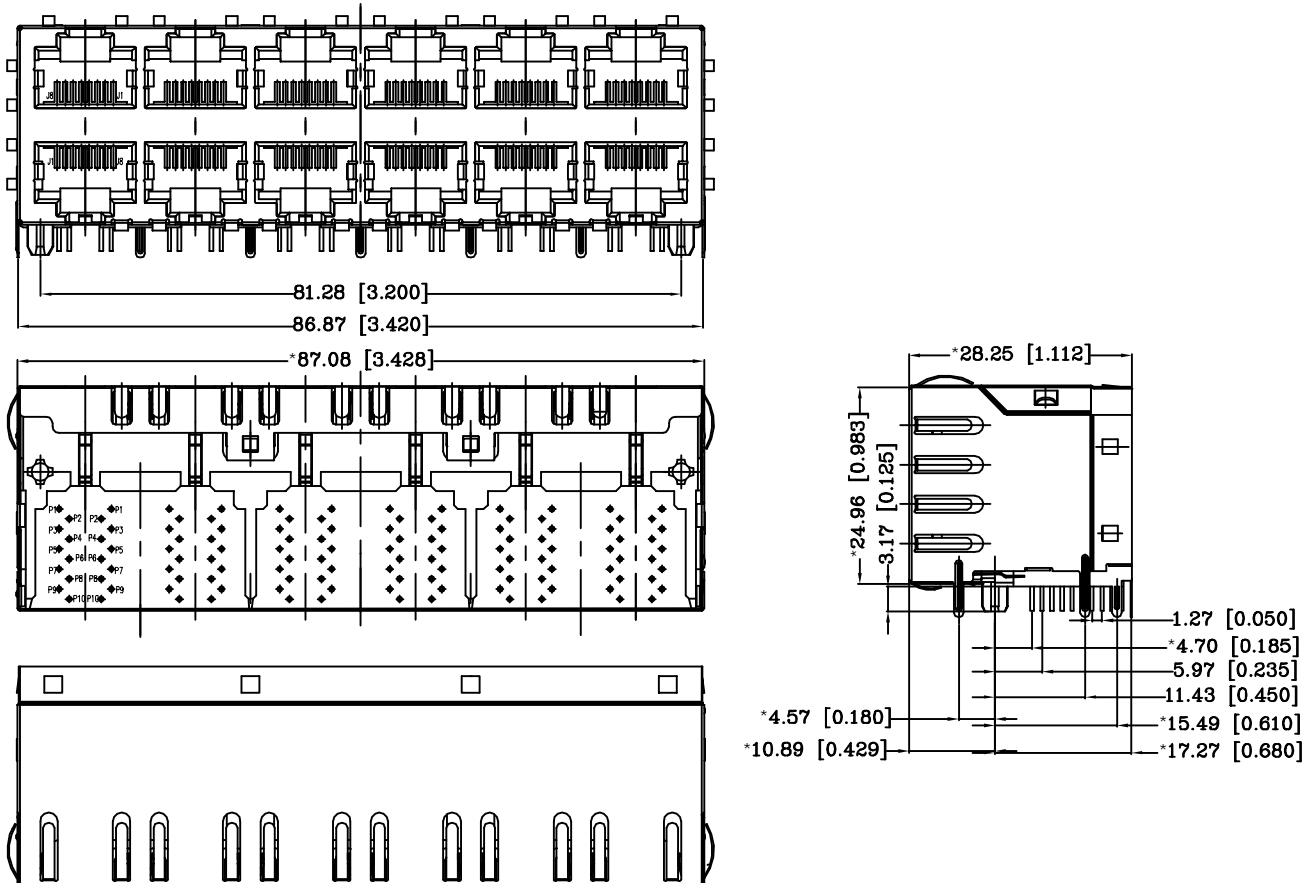 J8 J1
J1 J8
81.28 [3.200]
86.87 [3.420]
*87.08 [3.428]
*28.25 [1.112]
*24.96 [0.983]
3.17 [0.125]
P1 P1
P2 P2
P3 P3
P4 P4
P5 P5
P6 P6
P7 P7
P8 P8
P9 P9
P10 P10
1.27 [0.050]
*4.70 [0.185]
5.97 [0.235]
11.43 [0.450]
*4.57 [0.180]
*15.49 [0.610]
*10.89 [0.429]
*17.27 [0.680]